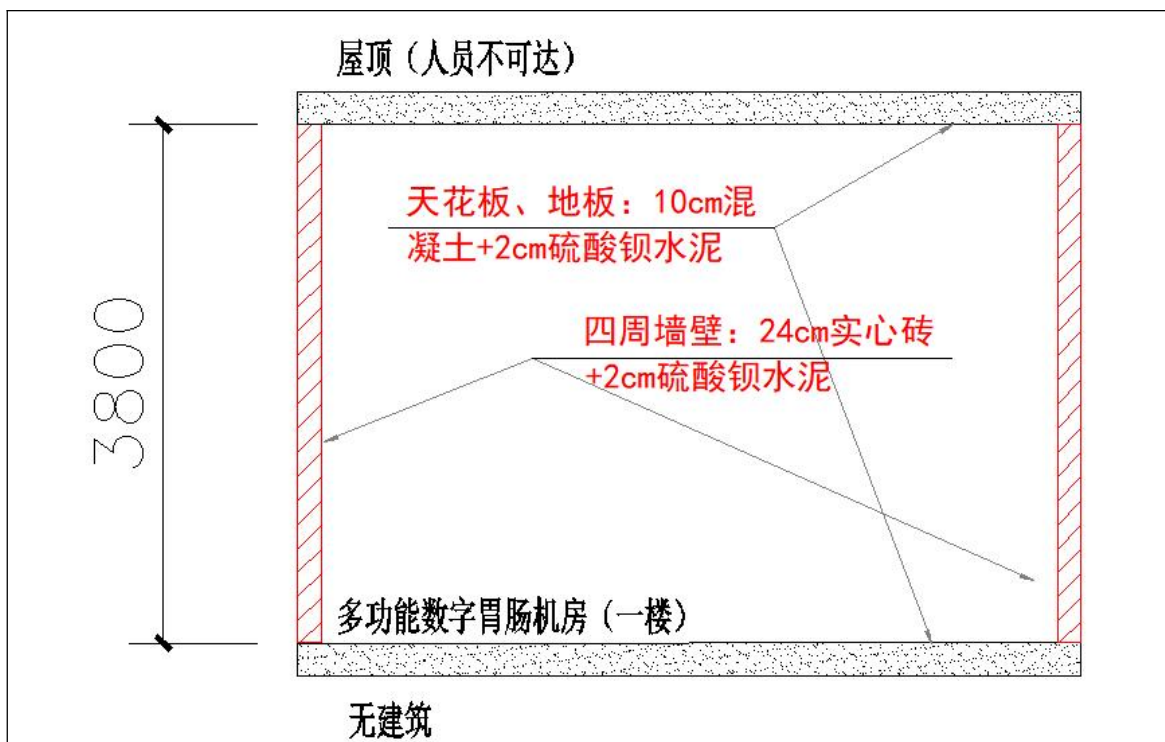 屋顶（人员不可达）
天花板、地板：10cm混
凝土+2cm硫酸钡水泥
四周墙壁：24cm实心砖
+2cm硫酸钡水泥
3800
多功能数字胃肠机房（一楼）
无建筑